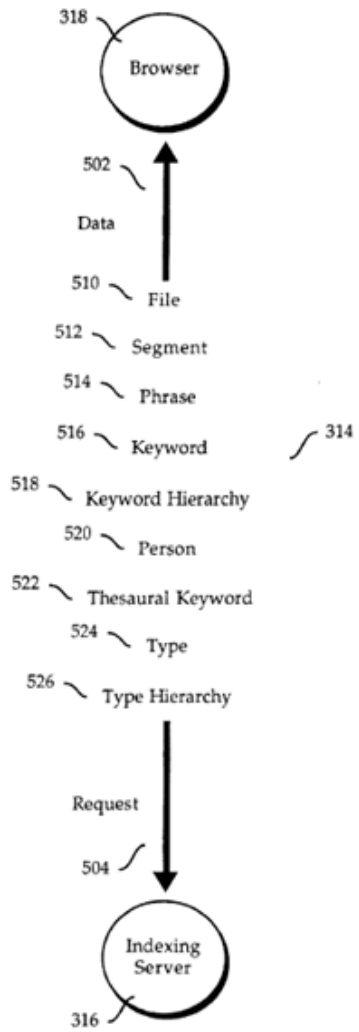 318
Browser
502
Data
510
File
512
Segment
514
Phrase
516
Keyword
314
518
Keyword Hierarchy
520
Person
522
Thesaural Keyword
524
Type
526
Type Hierarchy
Request
504
Indexing
Server
316